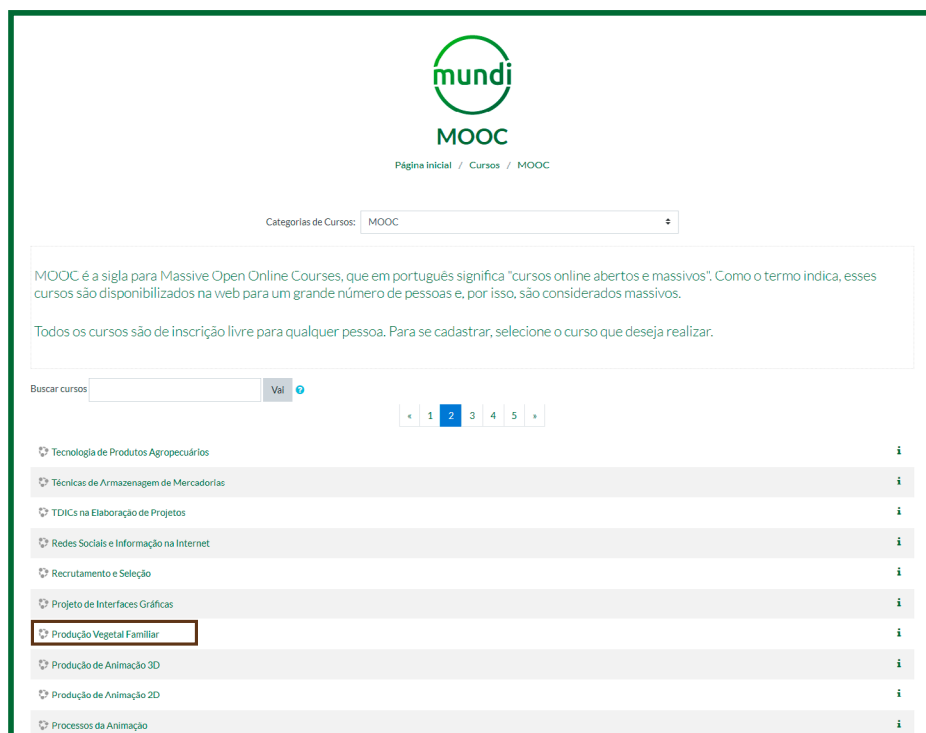 mundi
MOOC
Página inicial / Cursos / MOOC
Categorias de Cursos: MOOC
MOOC é a sigla para Massive Open Online Courses, que em português significa "cursos online abertos e massivos". Como o termo indica, esses
cursos são disponibilizados na web para um grande número de pessoas e, por isso, são considerados massivos.
Todos os cursos são de inscrição livre para qualquer pessoa. Para se cadastrar, selecione o curso que deseja realizar.
Buscar cursos Vai ?
« 1 2 3 4 5 »
Tecnologia de Produtos Agropecuários i
Técnicas de Armazenagem de Mercadorias i
TDICs na Elaboração de Projetos i
Redes Sociais e Informação na Internet i
Recrutamento e Seleção i
Projeto de Interfaces Gráficas i
Produção Vegetal Familiar i
Produção de Animação 3D i
Produção de Animação 2D i
Processos da Animação i